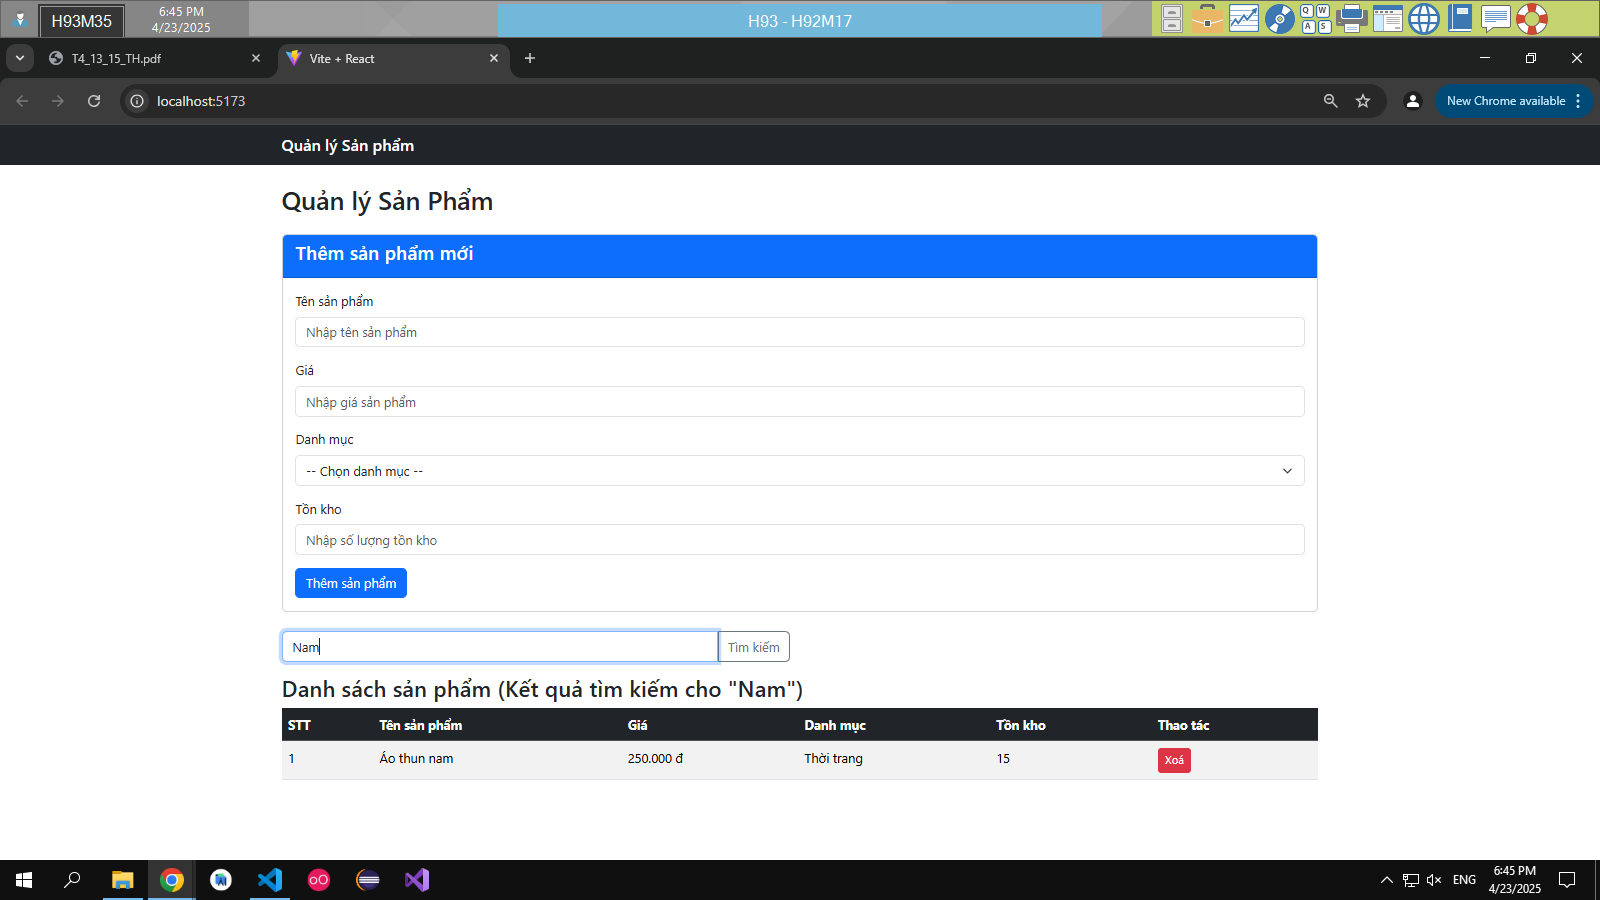 H93M35
6:45 PM
4/23/2025
H93 - H92M17
Q W
A S
T4_13_15_TH.pdf
Vite + React
localhost:5173
New Chrome available
Quản lý Sản phẩm
Quản lý Sản Phẩm
Thêm sản phẩm mới
Tên sản phẩm
Nhập tên sản phẩm
Giá
Nhập giá sản phẩm
Danh mục
-- Chọn danh mục --
Tồn kho
Nhập số lượng tồn kho
Thêm sản phẩm
Nam
Tìm kiếm
Danh sách sản phẩm (Kết quả tìm kiếm cho "Nam")
STT Tên sản phẩm Giá Danh mục Tồn kho Thao tác
1 Áo thun nam 250.000 đ Thời trang 15 Xoá
ENG
6:45 PM
4/23/2025